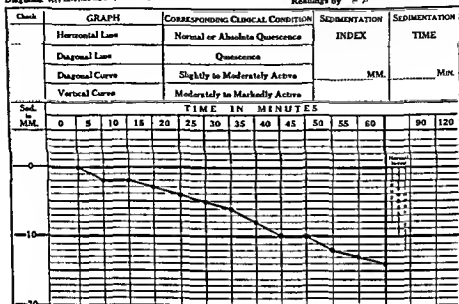 Readings by
Check GRAPH CORRESPONDING CLINICAL CONDITION SEDIMENTATION INDEX SEDIMENTATION TIME
Horizontal Line Normal or Absolute Quiescence
Diagonal Line Quiescence
Diagonal Curve Slightly to Moderately Active MM. Min.
Vertical Curve Moderately to Markedly Active
Sed. in MM. TIME IN MINUTES
0 5 10 15 20 25 30 35 40 45 50 55 60 90 120
0
10
20